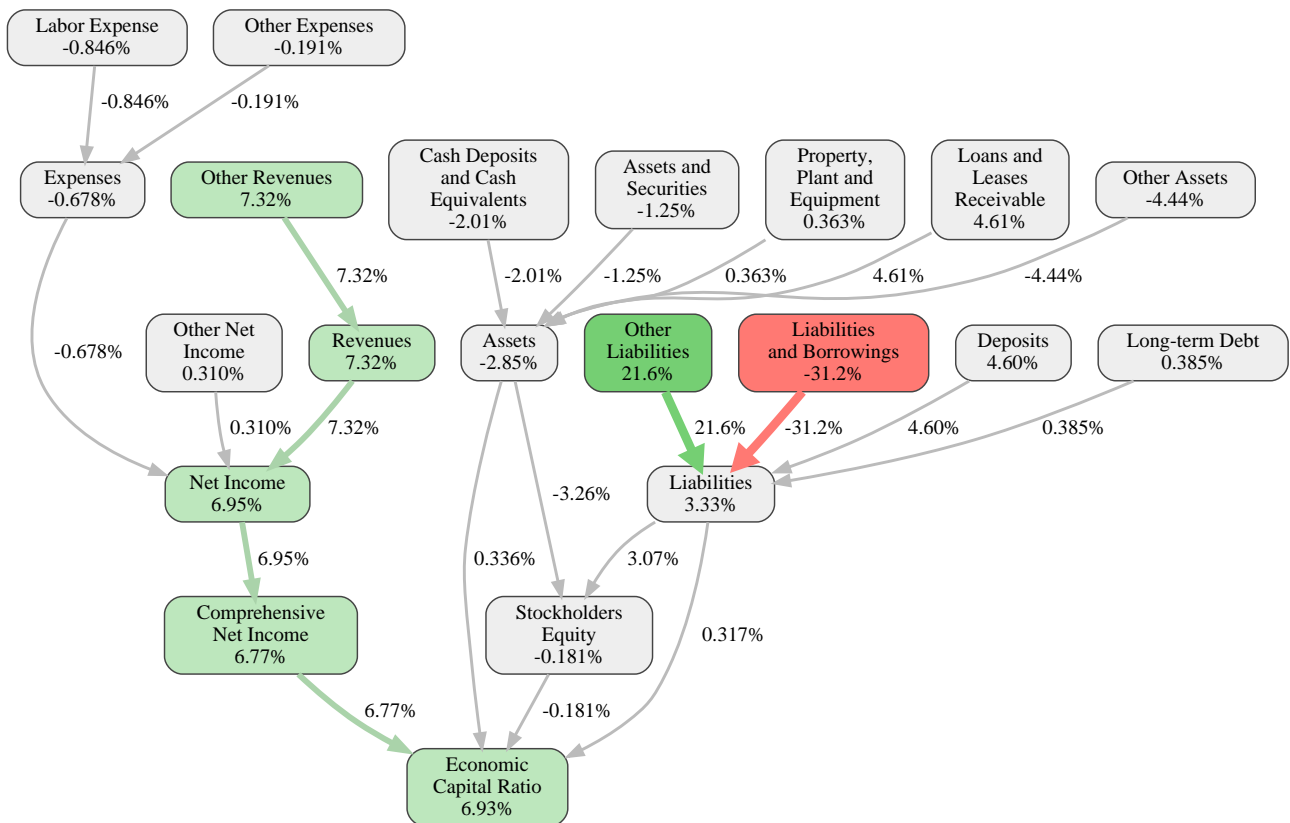 Labor Expense
-0.846%
Other Expenses
-0.191%
-0.846%
-0.191%
Expenses
-0.678%
Other Revenues
7.32%
Cash Deposits
and Cash
Equivalents
-2.01%
Assets and
Securities
-1.25%
Property,
Plant and
Equipment
0.363%
Loans and
Leases
Receivable
4.61%
Other Assets
-4.44%
7.32%
-2.01%
-1.25%
0.363%
4.61%
-4.44%
-0.678%
Other Net
Income
0.310%
Revenues
7.32%
Assets
-2.85%
Other
Liabilities
21.6%
Liabilities
and Borrowings
-31.2%
Deposits
4.60%
Long-term Debt
0.385%
0.310%
7.32%
21.6%
-31.2%
4.60%
0.385%
Net Income
6.95%
-3.26%
Liabilities
3.33%
6.95%
0.336%
3.07%
Comprehensive
Net Income
6.77%
Stockholders
Equity
-0.181%
0.317%
6.77%
-0.181%
Economic
Capital Ratio
6.93%